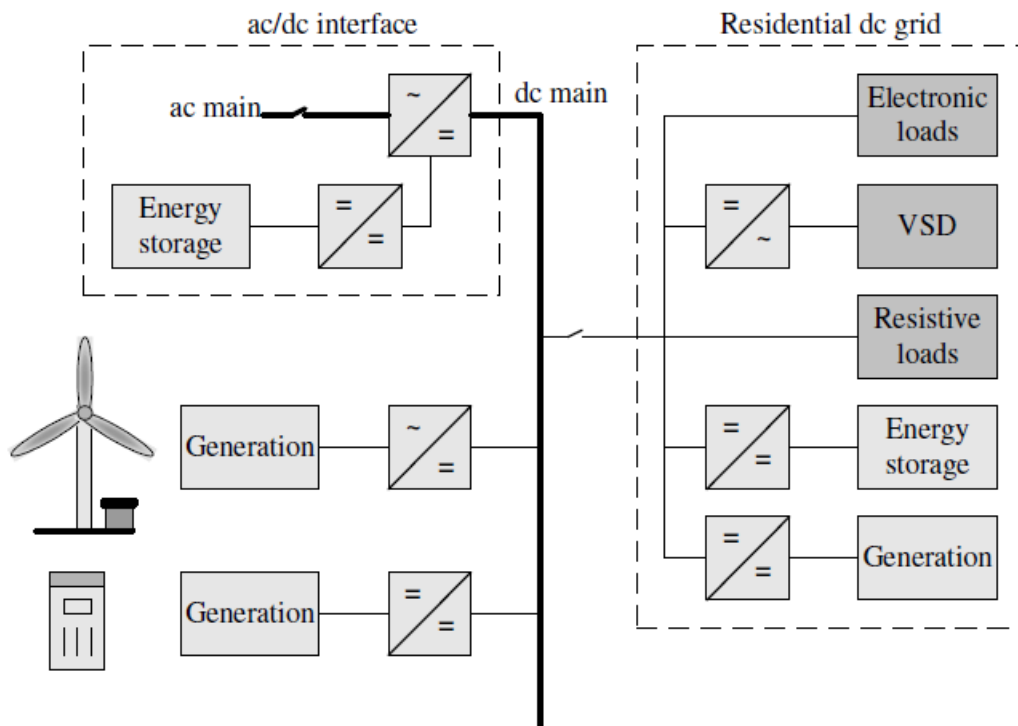 ac/dc interface
Residential dc grid
ac main
~
=
dc main
Electronic
loads
Energy
storage
=
=
=
~
VSD
Resistive
loads
Generation
~
=
=
=
Energy
storage
Generation
=
=
=
=
Generation